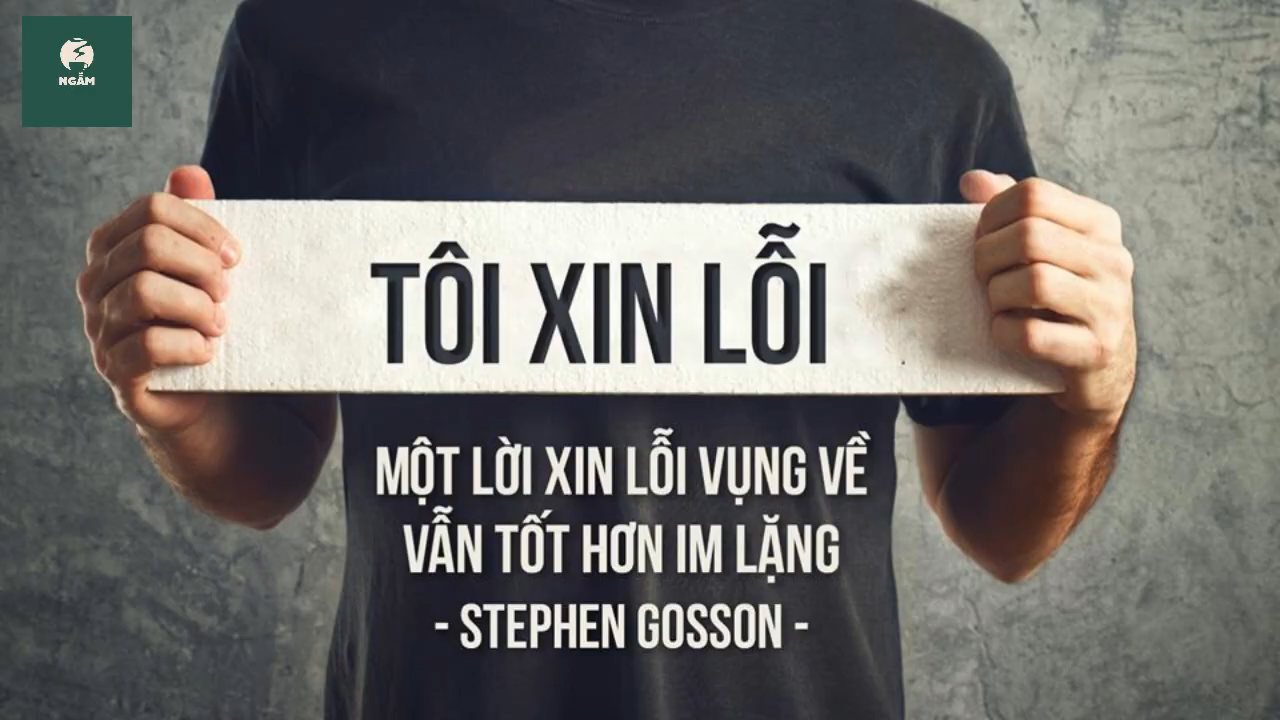 NGẪM
TÔI XIN LỖI
MỘT LỜI XIN LỖI VỤNG VỀ
VẪN TỐT HƠN IM LẶNG
- STEPHEN GOSSON -